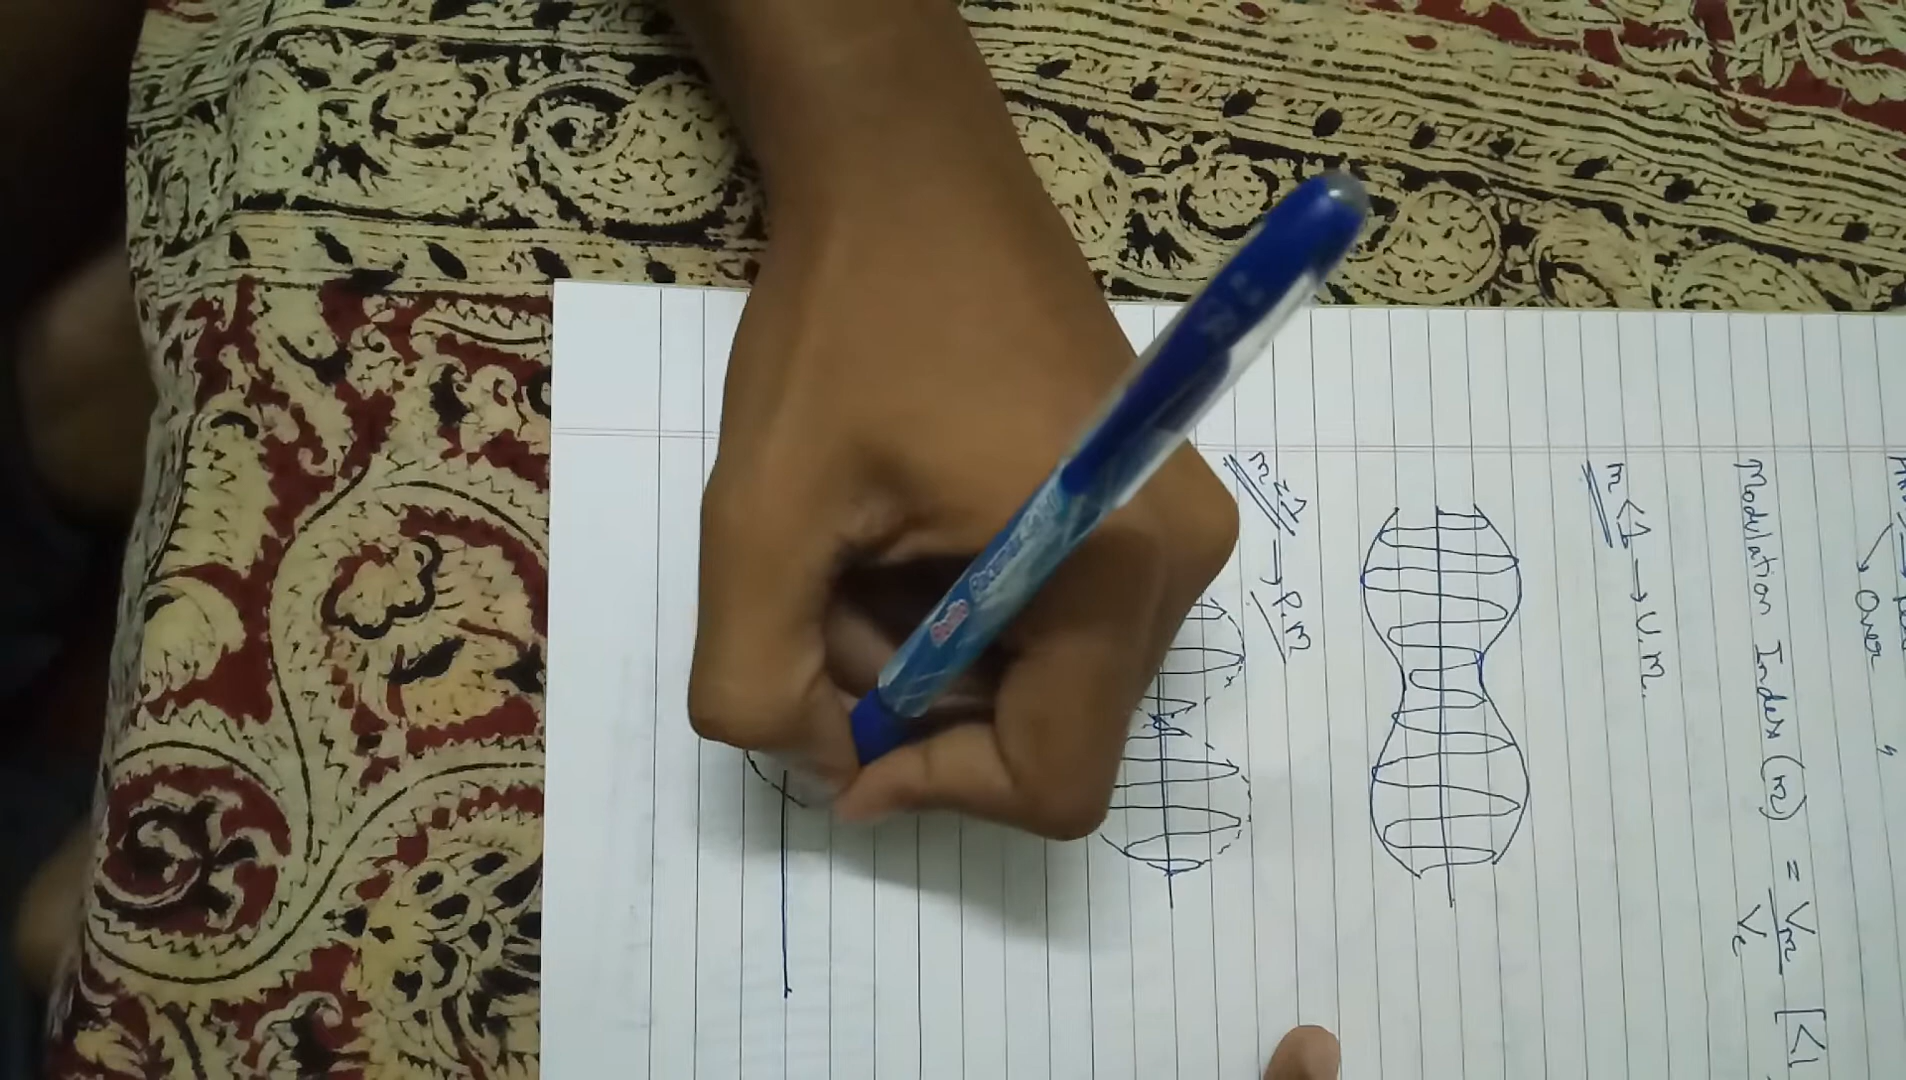 Over "
Modulation Index (m) = Vm / Vc [<1
m<1 → U.M.
m=1 → P.M